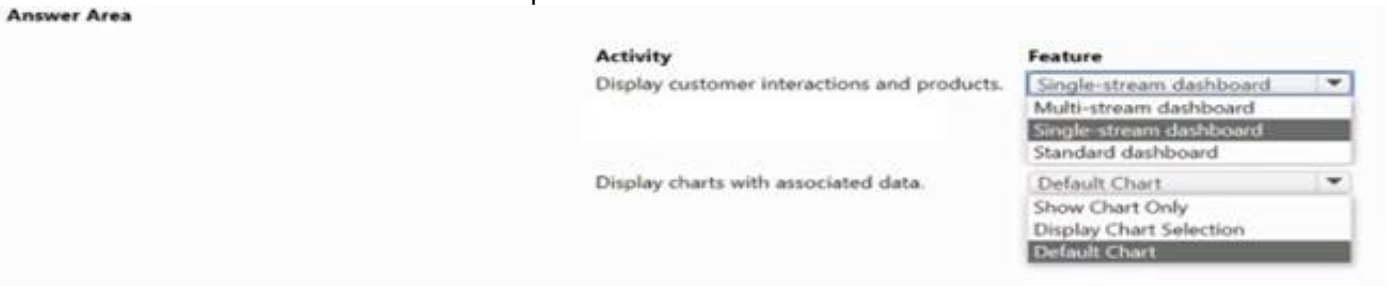 Answer Area
Activity Feature
Display customer interactions and products. Single-stream dashboard
Multi-stream dashboard
Single-stream dashboard
Standard dashboard
Display charts with associated data. Default Chart
Show Chart Only
Display Chart Selection
Default Chart